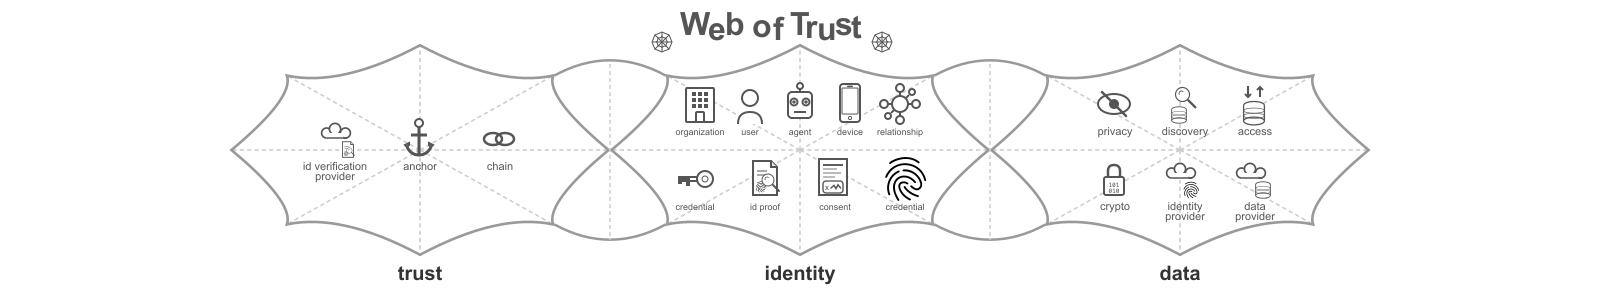 Web of Trust
organization user agent device relationship
privacy discovery access
id verification
provider
anchor chain
credential id proof consent credential
x
101
010
crypto
identity
provider
data
provider
trust identity data